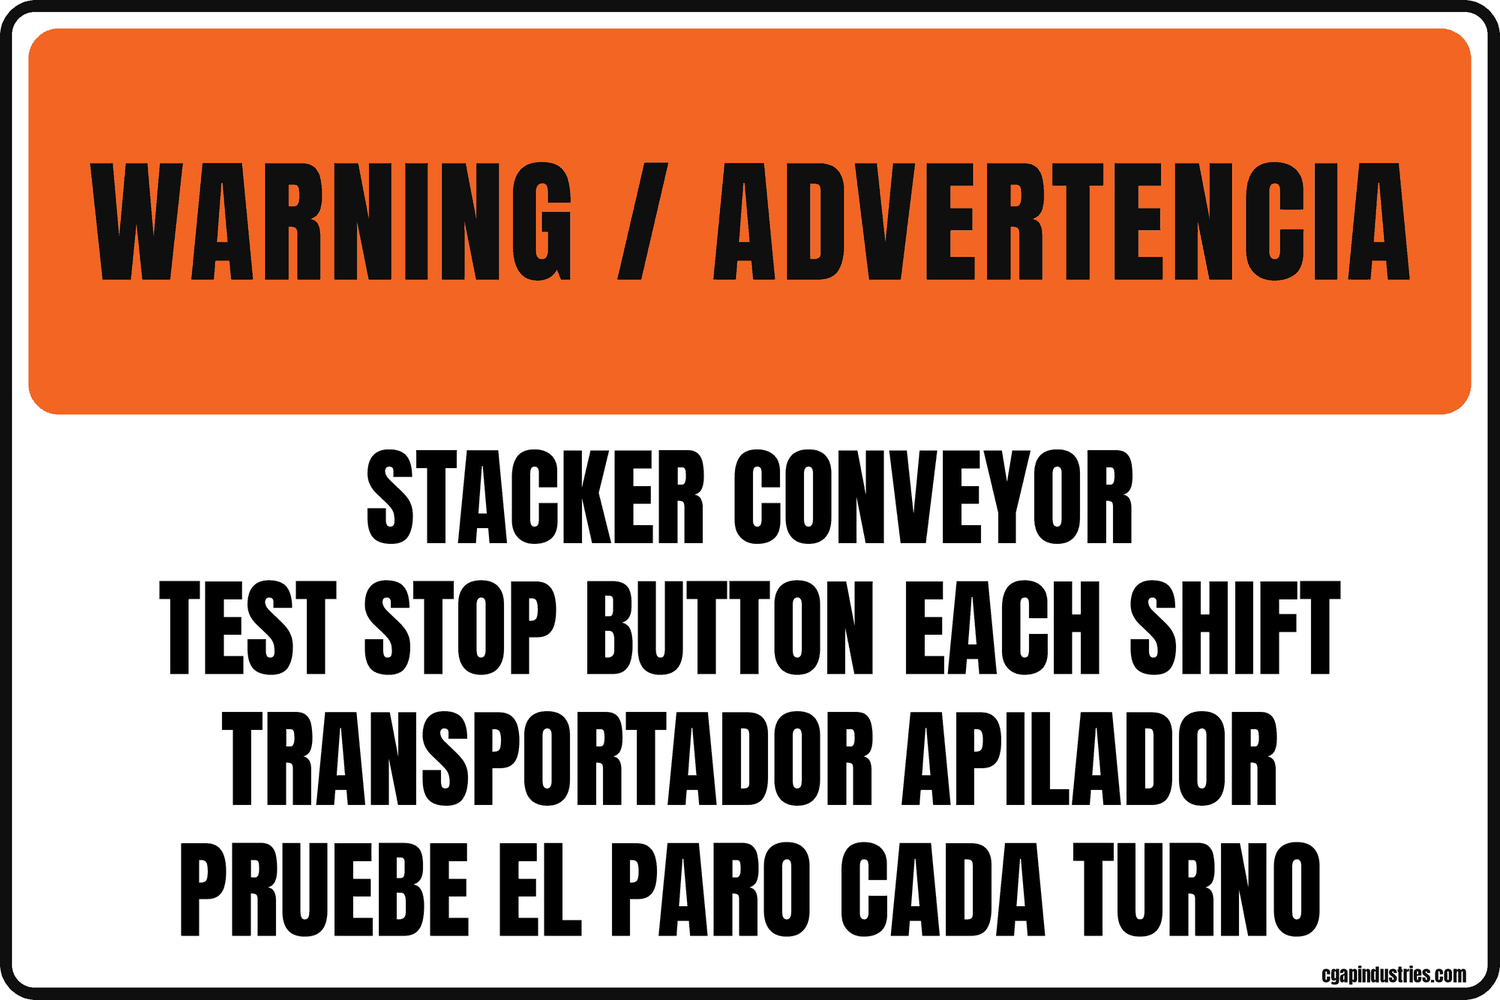 WARNING / ADVERTENCIA
STACKER CONVEYOR
TEST STOP BUTTON EACH SHIFT
TRANSPORTADOR APILADOR
PRUEBE EL PARO CADA TURNO
cgapindustries.com